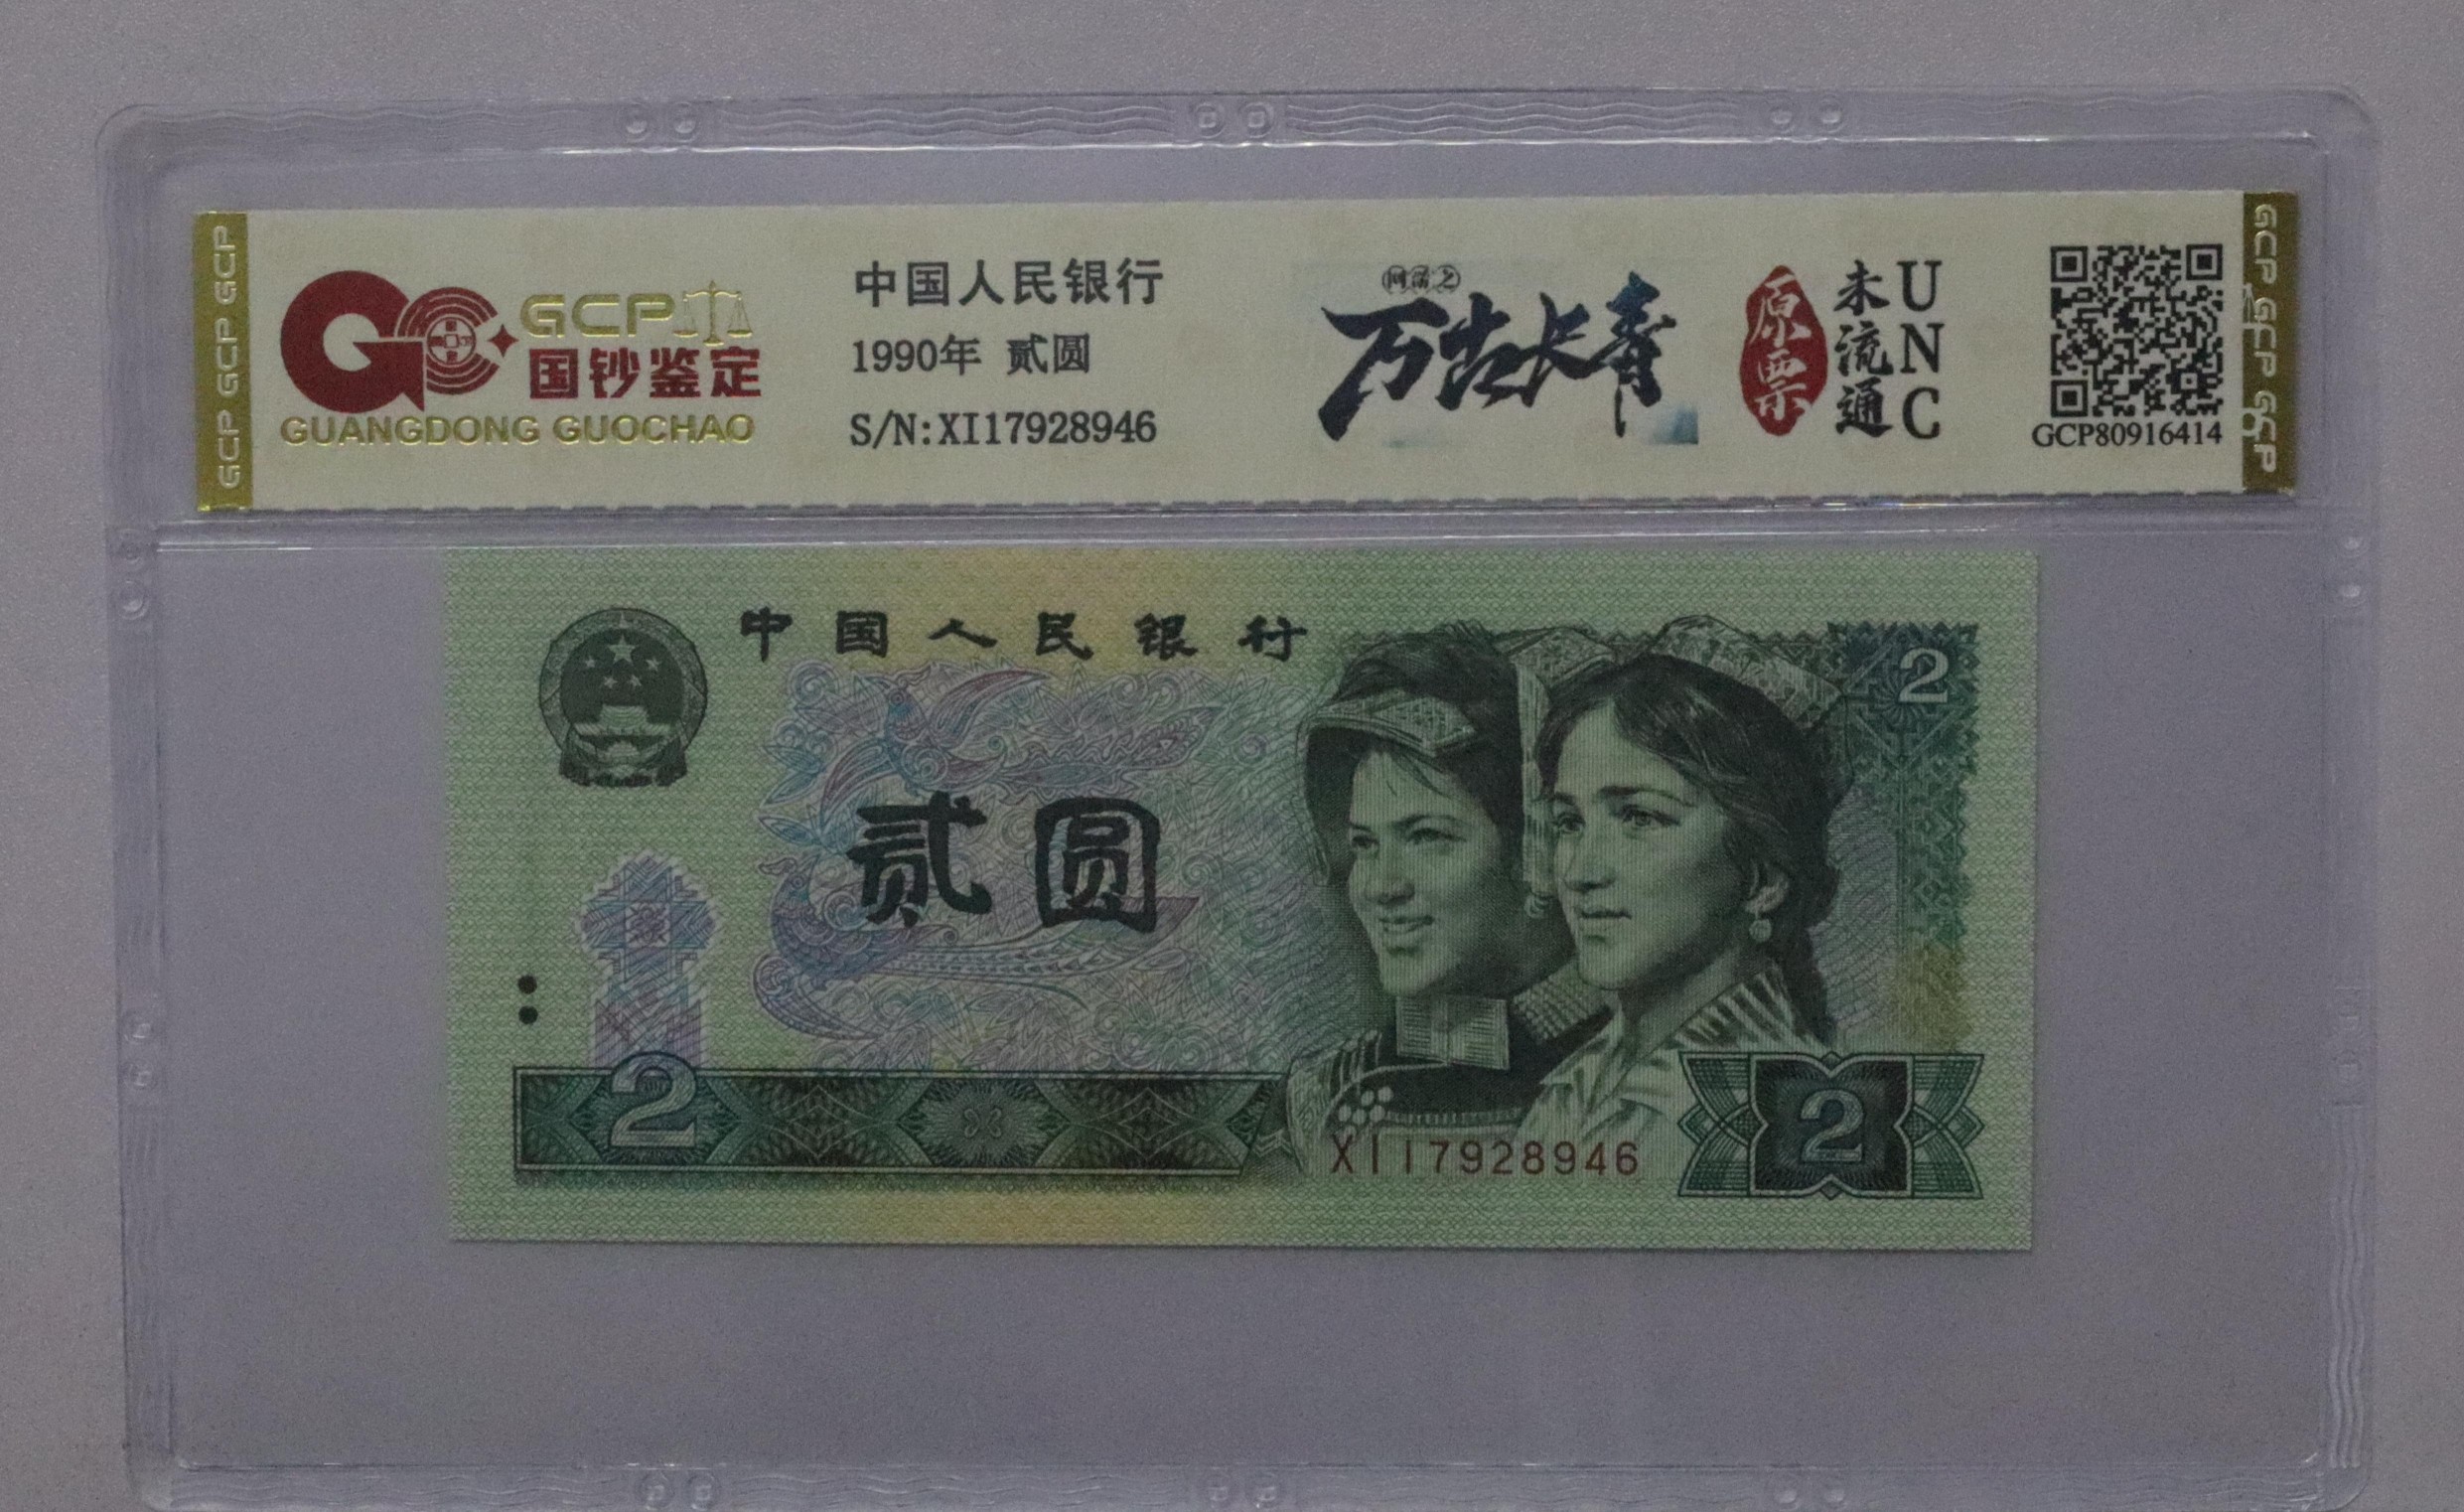 GCP GCP GCP
GCP
国钞鉴定
GUANGDONG GUOCHAO
中国人民银行
1990年 贰圆
S/N:XI17928946
万古长青
原票
未流通
UNC
GCP80916414
GCP GCP GCP GCP
中国人民银行
2
贰圆
2
XI17928946
2